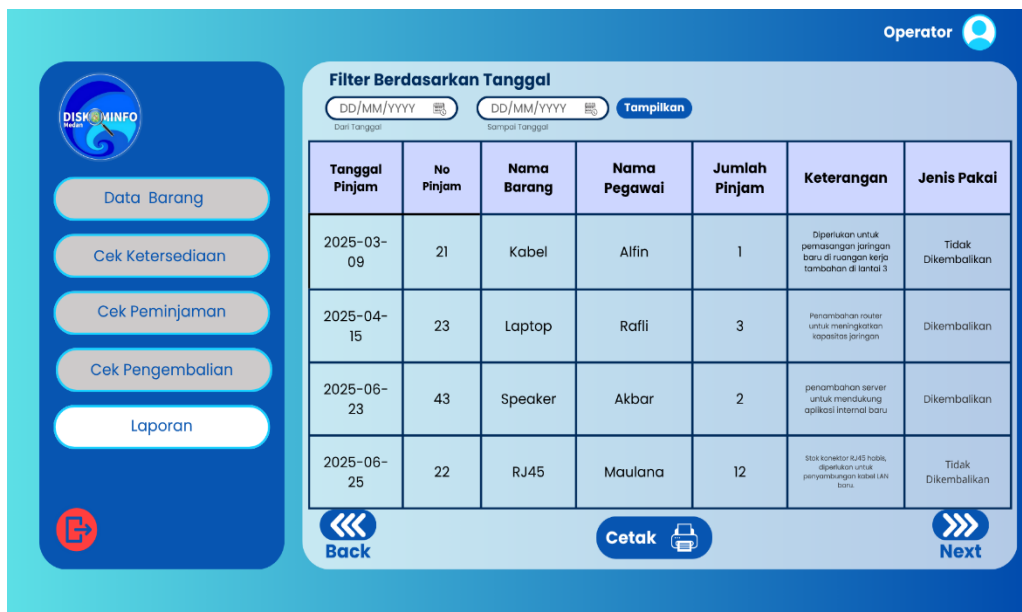 Operator
DISKOMINFO
Medan
Data Barang
Cek Ketersediaan
Cek Peminjaman
Cek Pengembalian
Laporan
Filter Berdasarkan Tanggal
DD/MM/YYYY
DD/MM/YYYY
Tampilkan
Dari Tanggal
Sampai Tanggal
Tanggal
Pinjam
No
Pinjam
Nama
Barang
Nama
Pegawai
Jumlah
Pinjam
Keterangan
Jenis Pakai
2025-03-
09
21
Kabel
Alfin
1
Diperlukan untuk
pemasangan jaringan
baru di ruangan kerja
tambahan di lantai 3
Tidak
Dikembalikan
2025-04-
15
23
Laptop
Rafli
3
Penambahan router
untuk meningkatkan
kapasitas jaringan
Dikembalikan
2025-06-
23
43
Speaker
Akbar
2
penambahan server
untuk mendukung
aplikasi internal baru
Dikembalikan
2025-06-
25
22
RJ45
Maulana
12
Stok konektor RJ45 habis,
diperlukan untuk
penyambungan kabel LAN
baru.
Tidak
Dikembalikan
Back
Cetak
Next